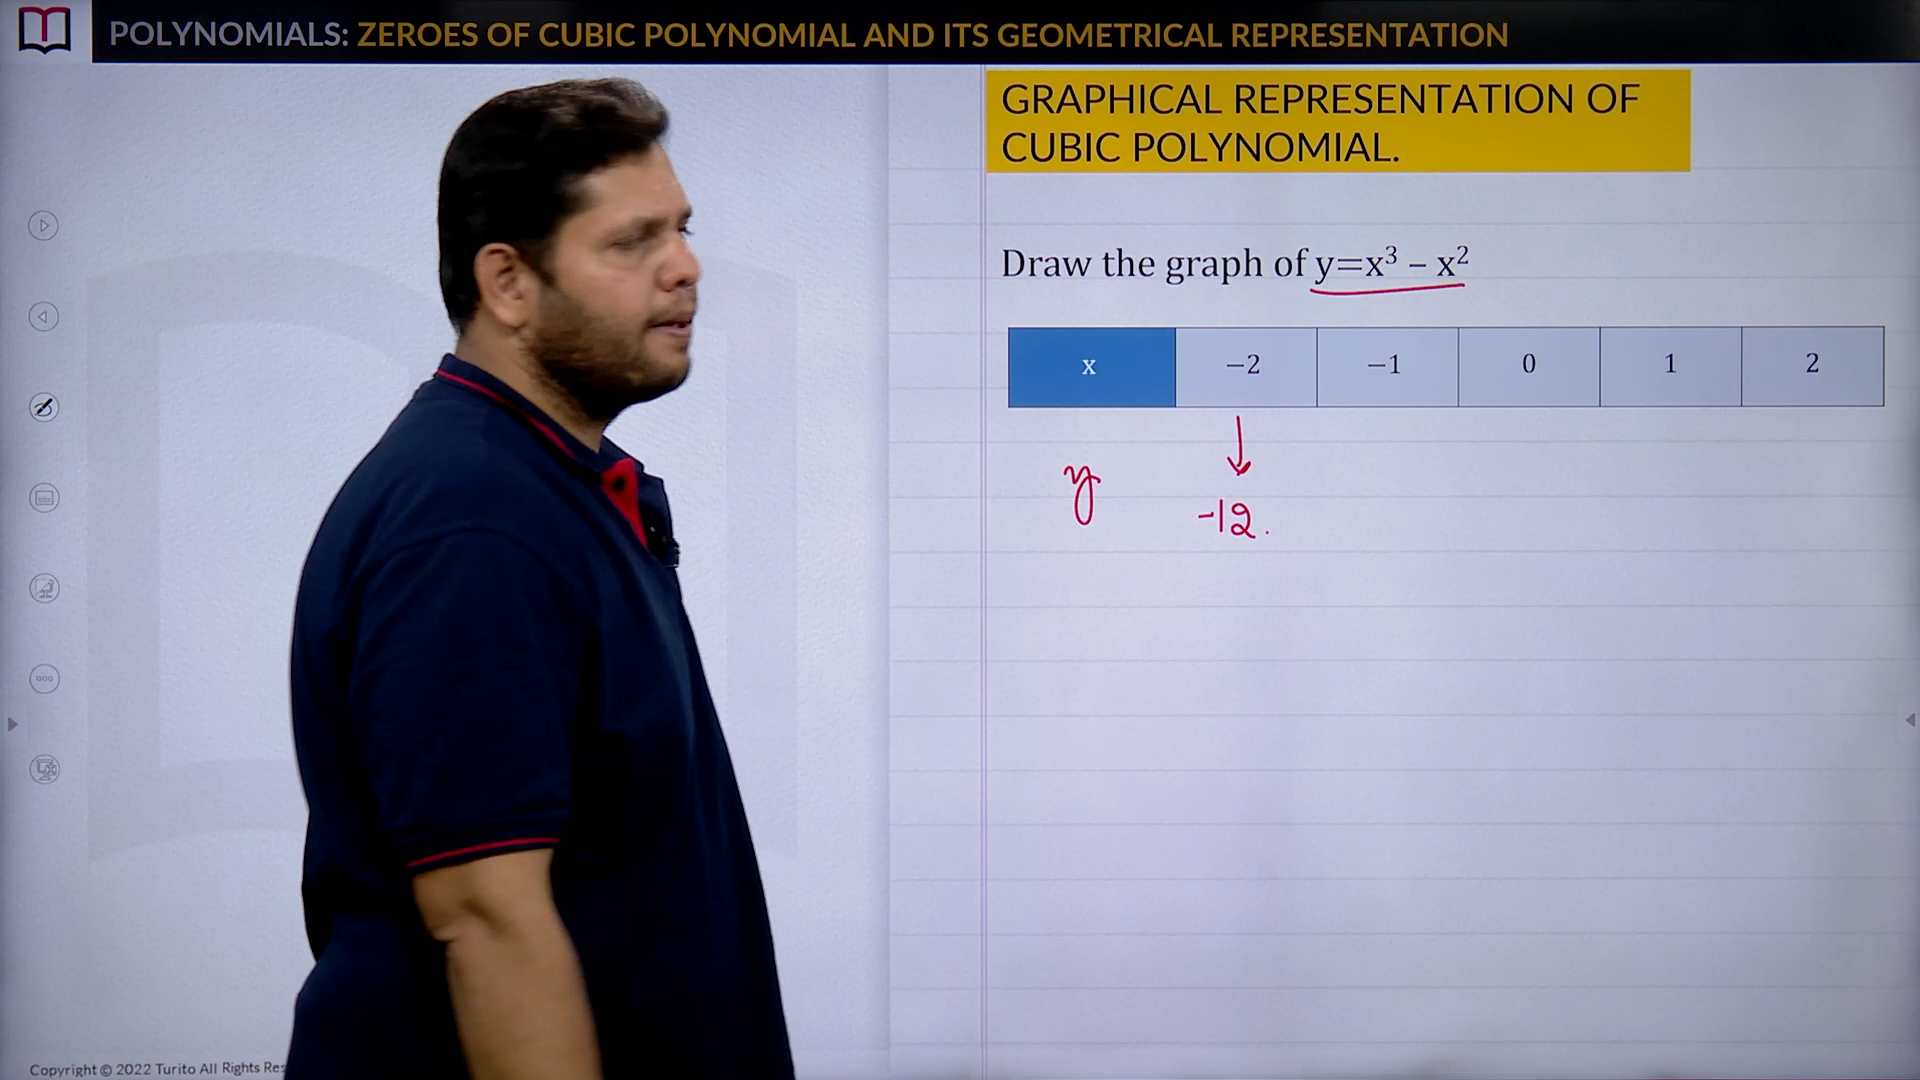 POLYNOMIALS: ZEROES OF CUBIC POLYNOMIAL AND ITS GEOMETRICAL REPRESENTATION
GRAPHICAL REPRESENTATION OF
CUBIC POLYNOMIAL.
Draw the graph of y=x³ – x²
x −2 −1 0 1 2
y -12.
Copyright © 2022 Turito All Rights Res